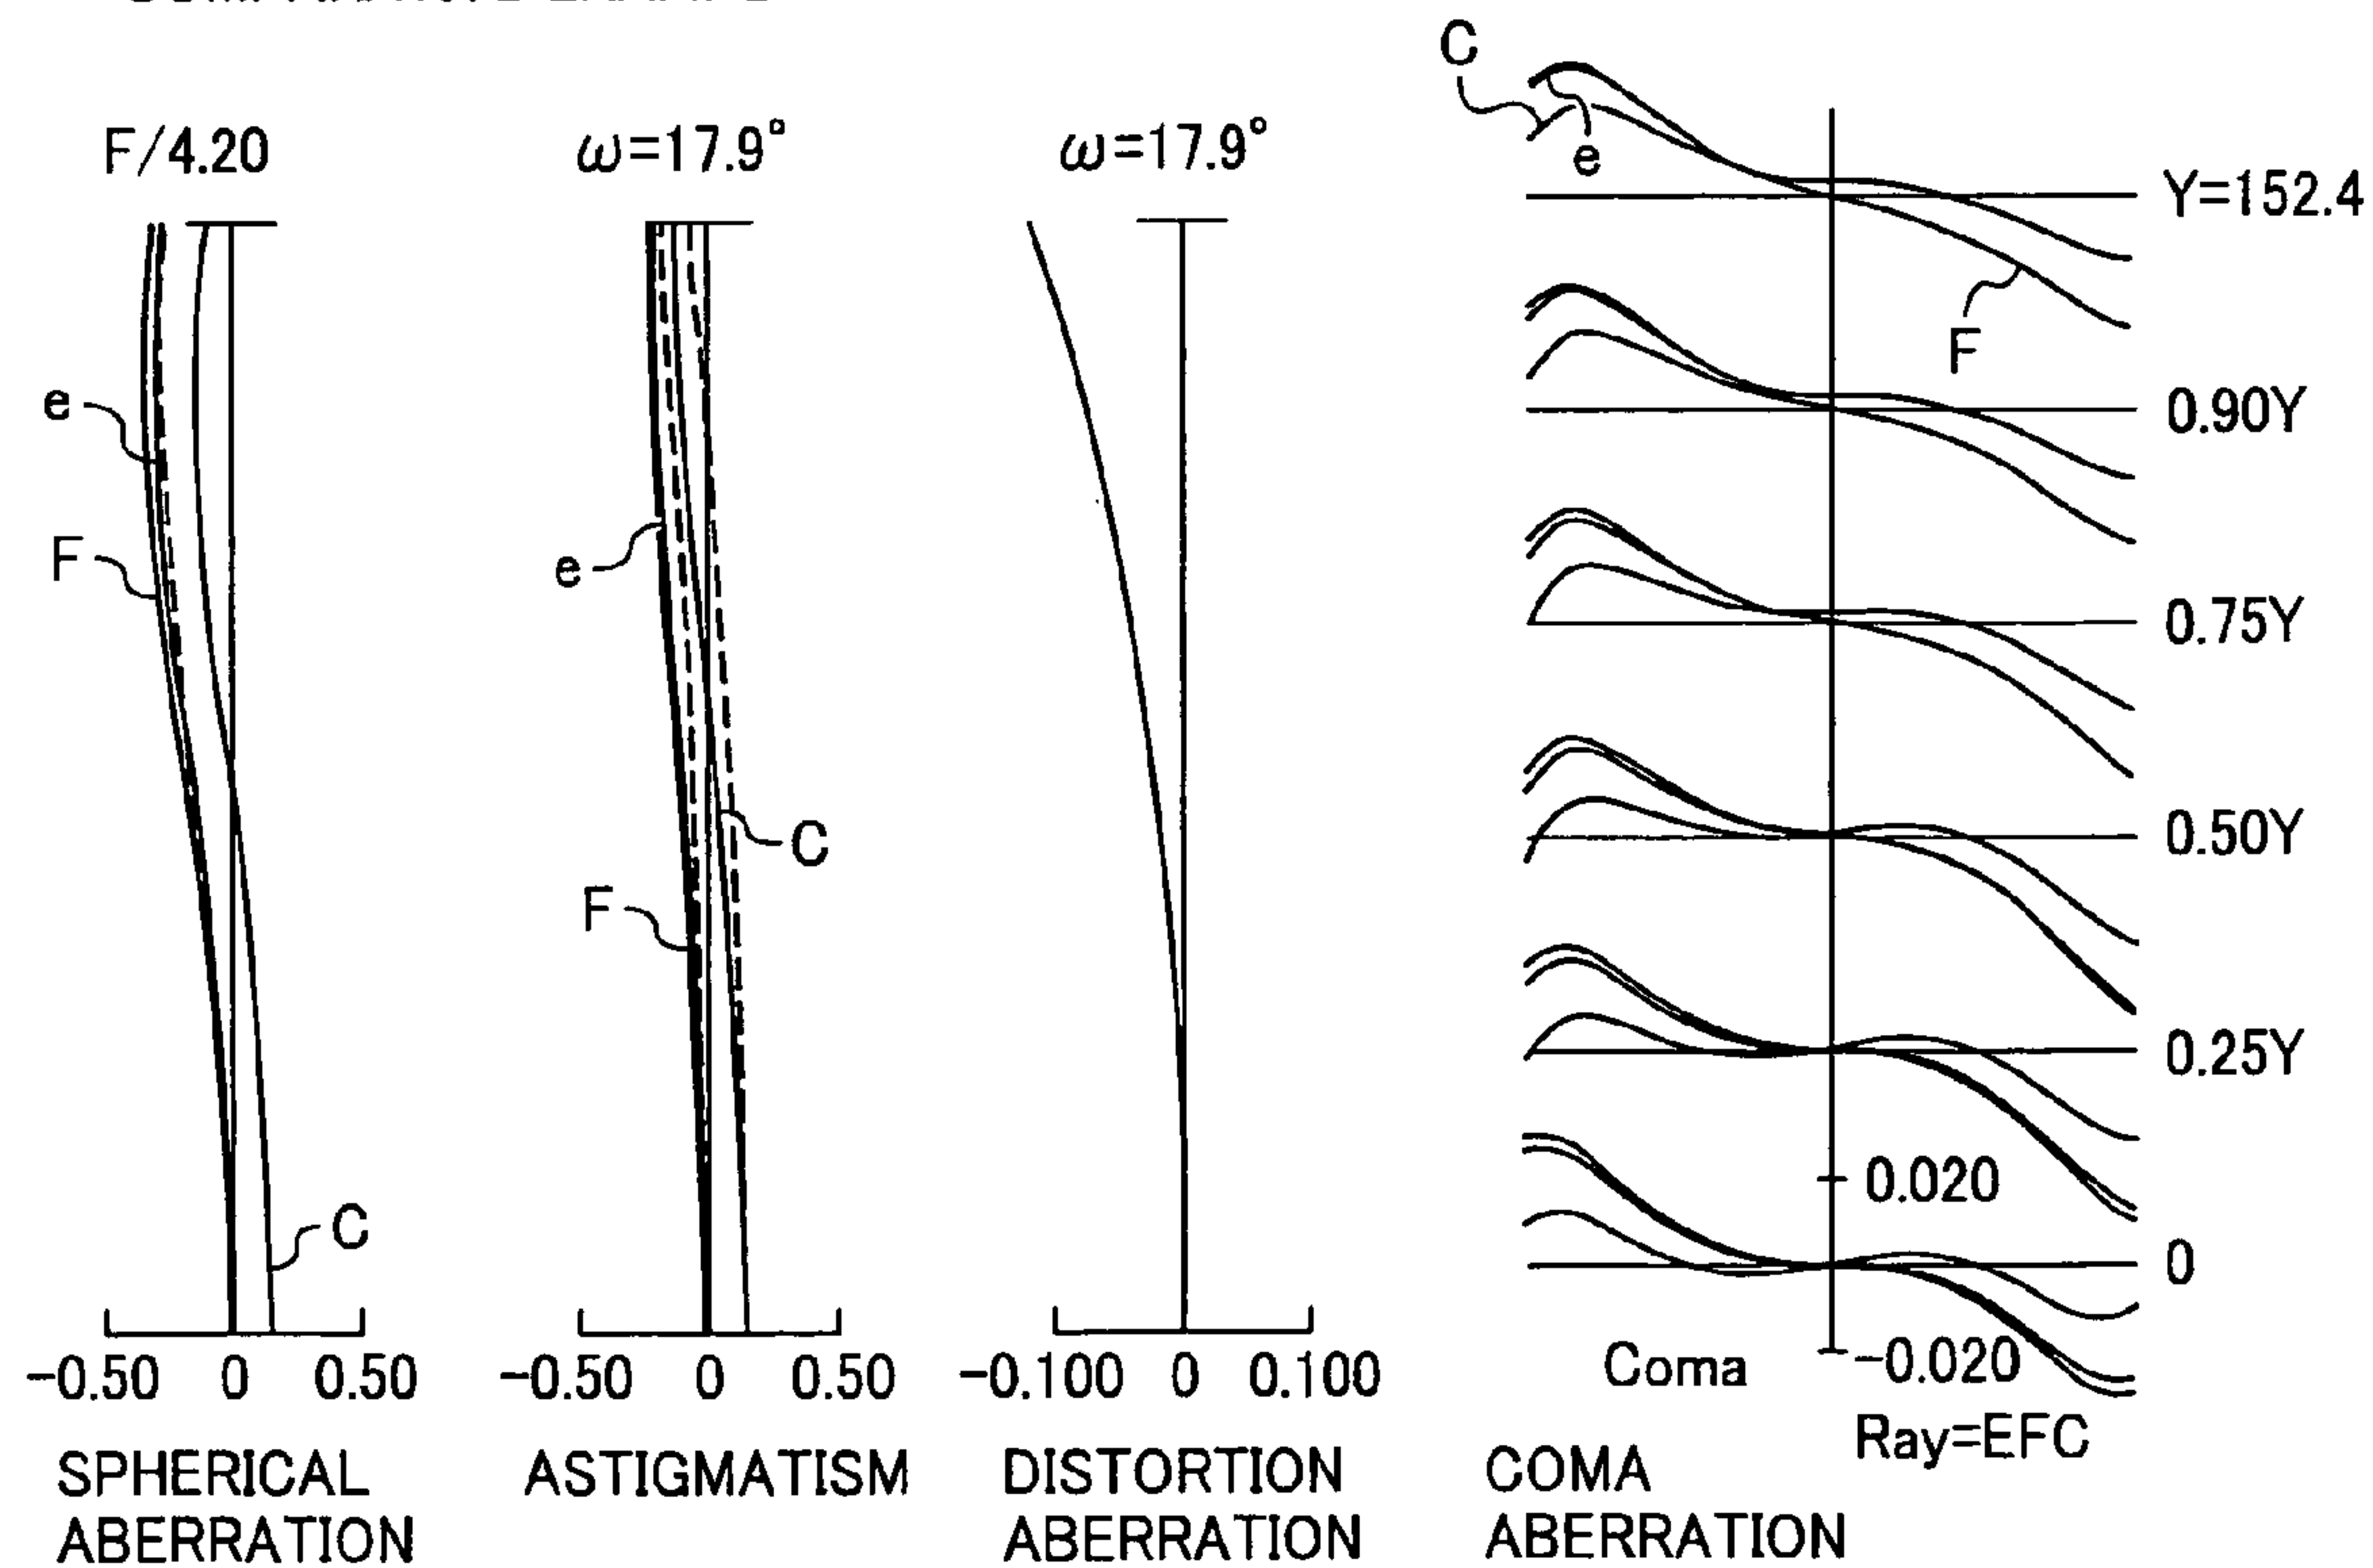 F/4.20
e
F
C
-0.50 0 0.50
SPHERICAL
ABERRATION
ω=17.9°
e
C
F
-0.50 0 0.50
ASTIGMATISM
ω=17.9°
-0.100 0 0.100
DISTORTION
ABERRATION
C
e
Y=152.4
F
0.90Y
0.75Y
0.50Y
0.25Y
0.020
0
Coma
-0.020
Ray=EFC
COMA
ABERRATION